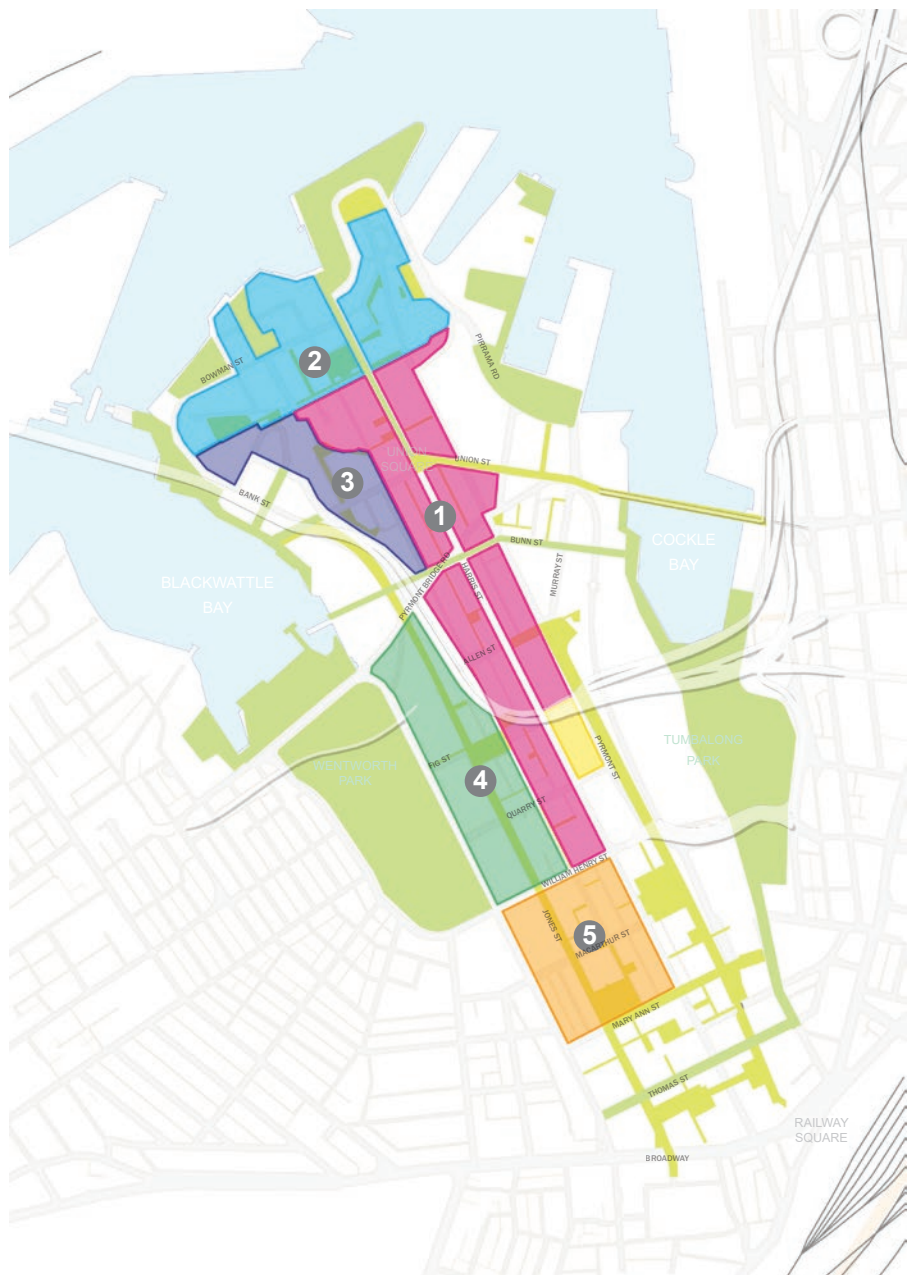 2
BOWMAN ST
PIRRAMA RD
UNION
SQUARE
UNION ST
3
BANK ST
1
BUNN ST
COCKLE
BAY
MURRAY ST
HARRIS ST
PYRMONT BRIDGE RD
BLACKWATTLE
BAY
ALLEN ST
PYRMONT ST
TUMBALONG
PARK
WENTWORTH
PARK
FIG ST
4
QUARRY ST
WILLIAM HENRY ST
JONES ST
5
MACARTHUR ST
MARY ANN ST
THOMAS ST
RAILWAY
SQUARE
BROADWAY